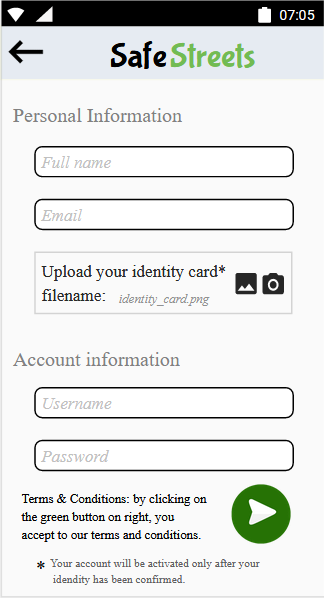 07:05
SafeStreets
Personal Information
Full name
Email
Upload your identity card*
filename: identity_card.png
Account information
Username
Password
Terms & Conditions: by clicking on
the green button on right, you
accept to our terms and conditions.
* Your account will be activated only after your
identity has been confirmed.